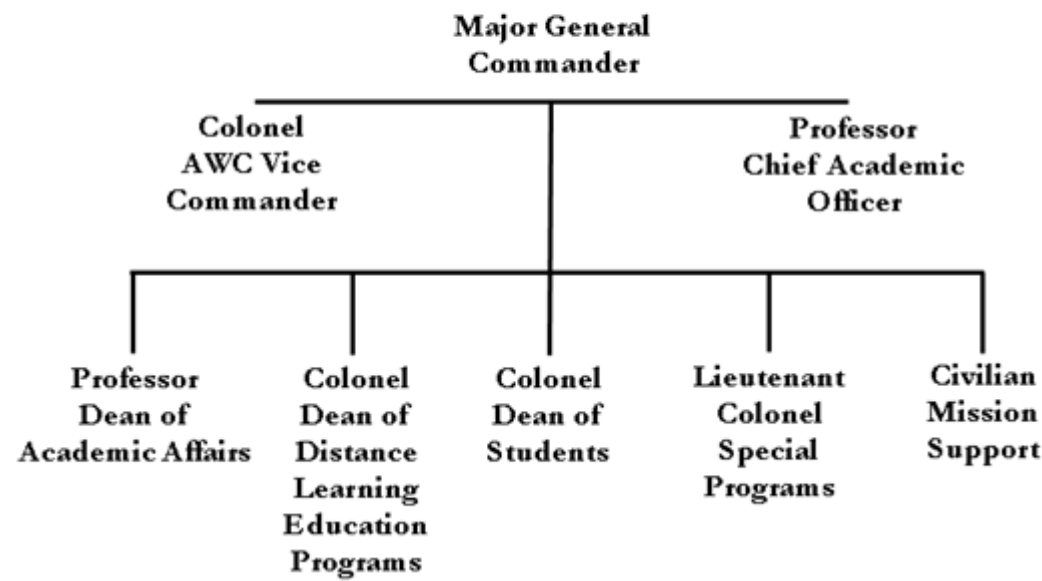 Major General
Commander
Colonel
AWC Vice
Commander
Professor
Chief Academic
Officer
Professor
Dean of
Academic Affairs
Colonel
Dean of
Distance
Learning
Education
Programs
Colonel
Dean of
Students
Lieutenant
Colonel
Special
Programs
Civilian
Mission
Support